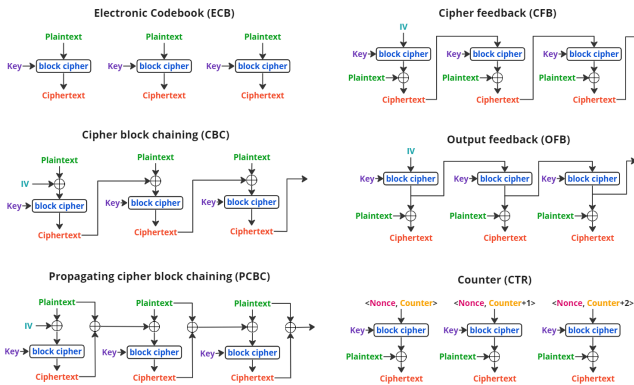 Electronic Codebook (ECB)
Plaintext Plaintext Plaintext
Key block cipher Key block cipher Key block cipher
Ciphertext Ciphertext Ciphertext
Cipher feedback (CFB)
IV
Key block cipher Key block cipher Key block cipher
Plaintext Plaintext Plaintext
Ciphertext Ciphertext Ciphertext
Cipher block chaining (CBC)
Plaintext Plaintext Plaintext
IV
Key block cipher Key block cipher Key block cipher
Ciphertext Ciphertext Ciphertext
Output feedback (OFB)
IV
Key block cipher Key block cipher Key block cipher
Plaintext Plaintext Plaintext
Ciphertext Ciphertext Ciphertext
Propagating cipher block chaining (PCBC)
Plaintext Plaintext Plaintext
IV
Key block cipher Key block cipher Key block cipher
Ciphertext Ciphertext Ciphertext
Counter (CTR)
<Nonce, Counter> <Nonce, Counter+1> <Nonce, Counter+2>
Key block cipher Key block cipher Key block cipher
Plaintext Plaintext Plaintext
Ciphertext Ciphertext Ciphertext